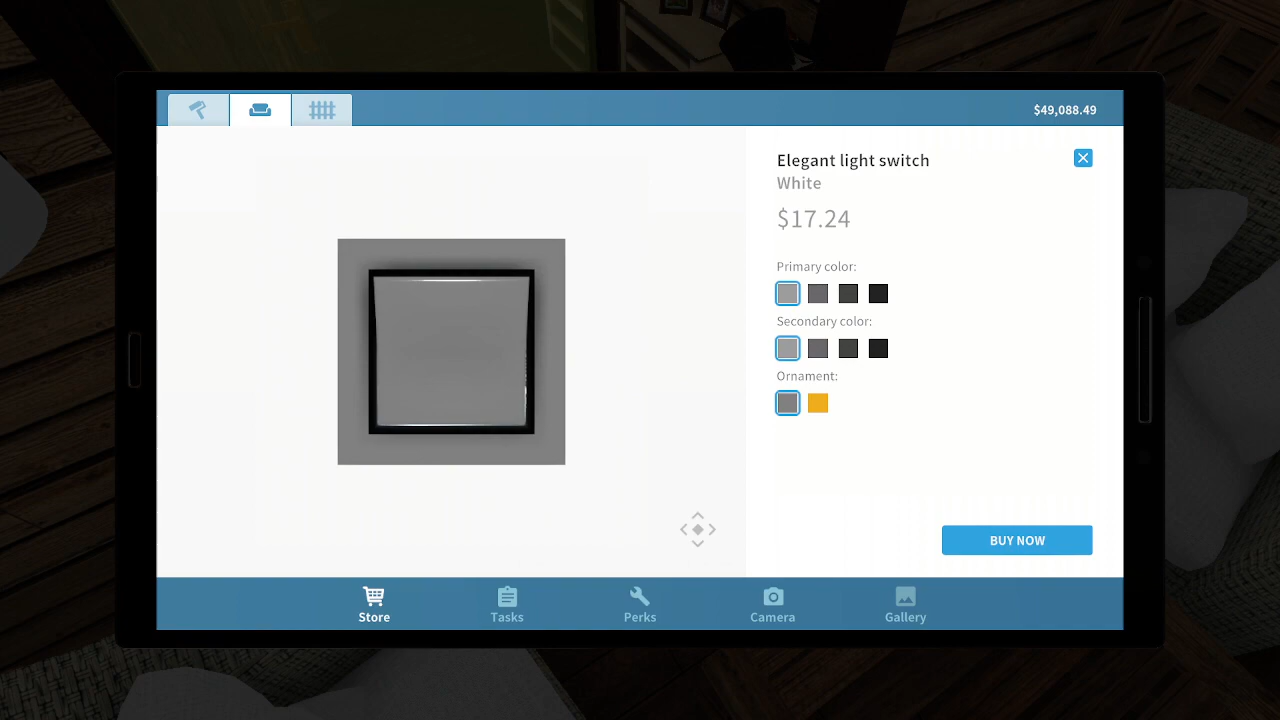 $49,088.49
Elegant light switch
White
$17.24
Primary color:
Secondary color:
Ornament:
BUY NOW
Store
Tasks
Perks
Camera
Gallery